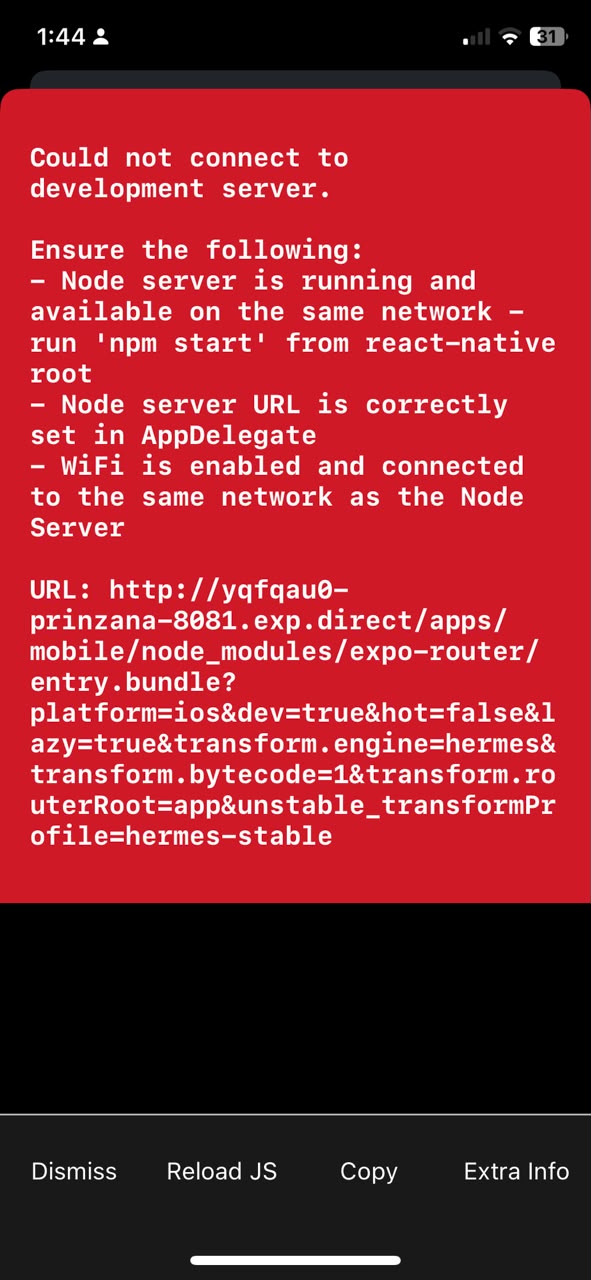 1:44
31
Could not connect to
development server.
Ensure the following:
- Node server is running and
available on the same network -
run 'npm start' from react-native
root
- Node server URL is correctly
set in AppDelegate
- WiFi is enabled and connected
to the same network as the Node
Server
URL: http://yqfqau0-
prinzana-8081.exp.direct/apps/
mobile/node_modules/expo-router/
entry.bundle?
platform=ios&dev=true&hot=false&l
azy=true&transform.engine=hermes&
transform.bytecode=1&transform.ro
uterRoot=app&unstable_transformPr
ofile=hermes-stable
Dismiss Reload JS Copy Extra Info